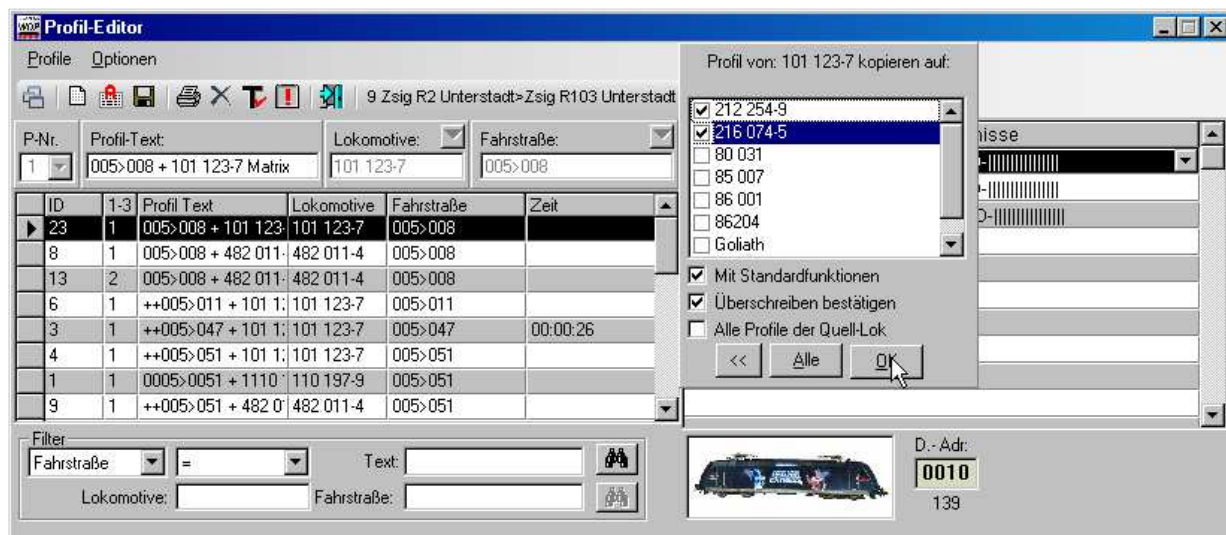 WDP Profil-Editor
Profile Optionen
Profil von: 101 123-7 kopieren auf:
9 Zsig R2 Unterstadt>Zsig R103 Unterstadt
P-Nr. Profil-Text: Lokomotive: Fahrstraße:
1 005>008 + 101 123-7 Matrix 101 123-7 005>008
ID 1-3 Profil Text Lokomotive Fahrstraße Zeit
23 1 005>008 + 101 123- 101 123-7 005>008
8 1 005>008 + 482 011- 482 011-4 005>008
13 2 005>008 + 482 011- 482 011-4 005>008
6 1 ++005>011 + 101 1 101 123-7 005>011
3 1 ++005>047 + 101 1 101 123-7 005>047 00:00:26
4 1 ++005>051 + 101 1 101 123-7 005>051
1 1 0005>0051 + 1110 110 197-9 005>051
9 1 ++005>051 + 482 0 482 011-4 005>051
212 254-9
216 074-5
80 031
85 007
86 001
86204
Goliath
Mit Standardfunktionen
Überschreiben bestätigen
Alle Profile der Quell-Lok
<< Alle OK
nisse
-||||||||||||||
-||||||||||||||
-||||||||||||||
Filter
Fahrstraße = Text:
Lokomotive: Fahrstraße:
D.-Adr:
0010
139